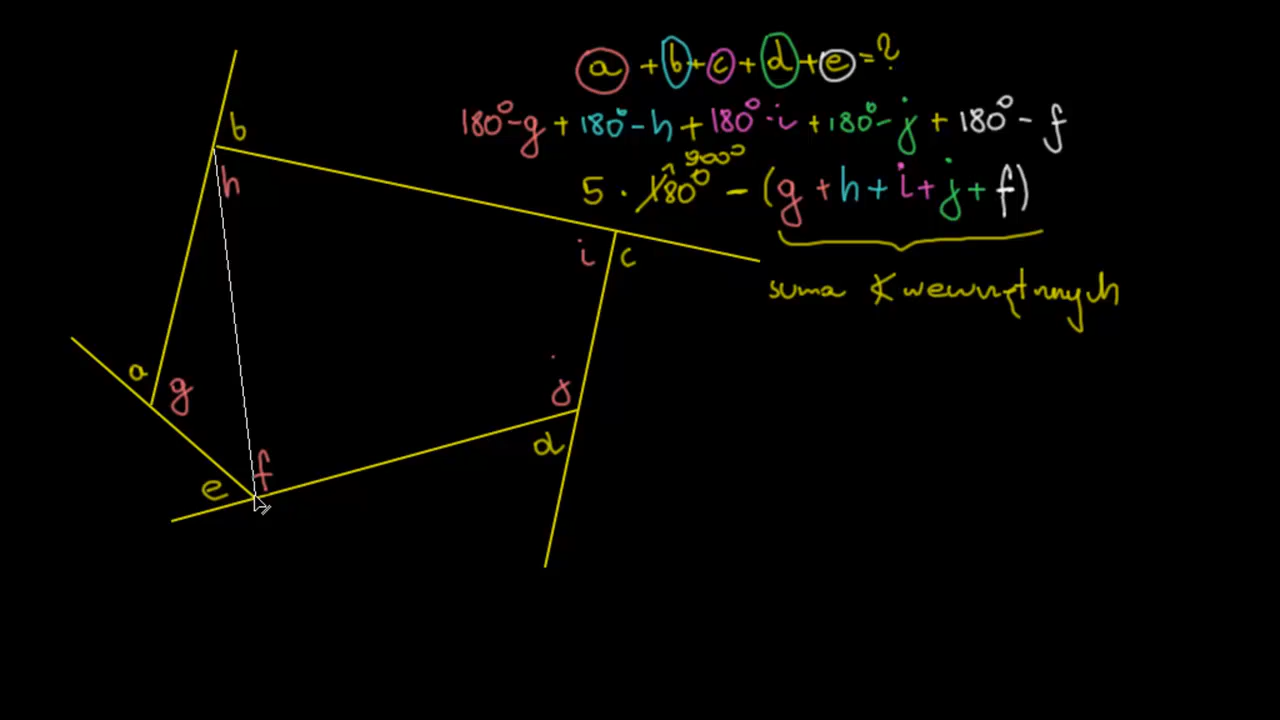 a + b + c + d + e = ?
180° - g + 180° - h + 180° - i + 180° - j + 180° - f
900°
5 · 180° - (g + h + i + j + f)
suma ∢ wewnętrznych
b
h
i
c
a
g
j
d
f
e